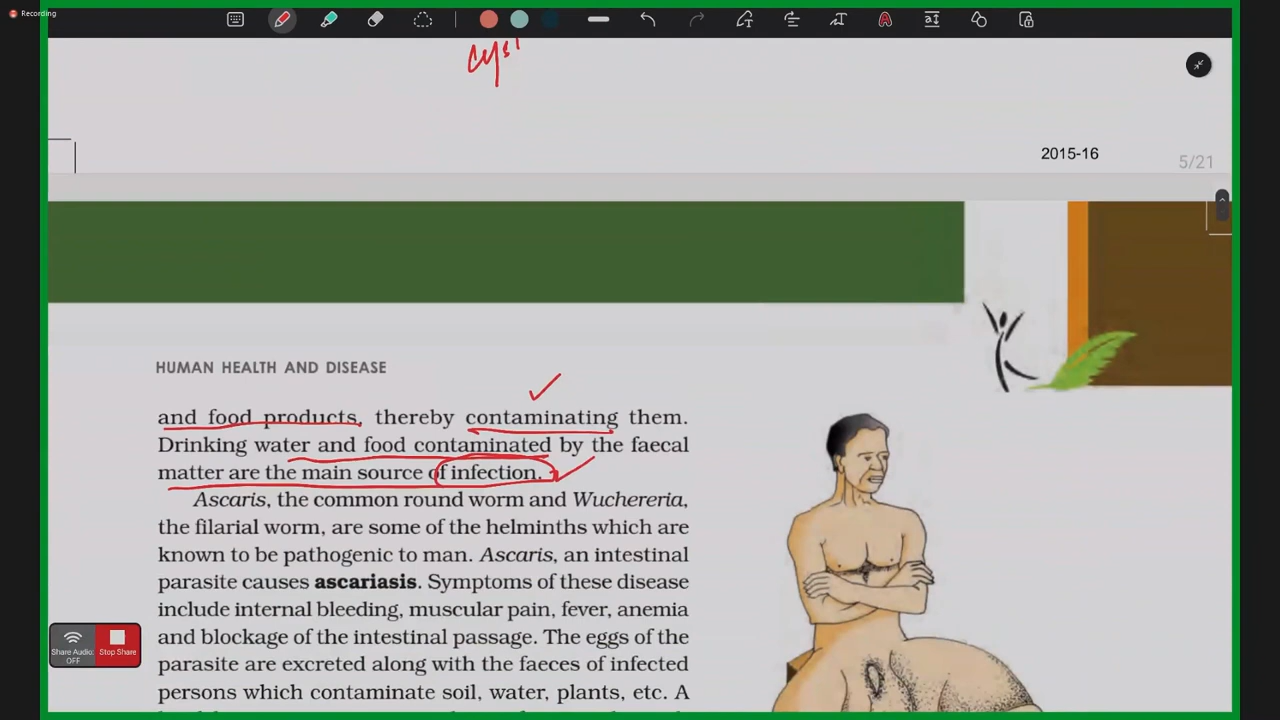 Recording
cyst
2015-16
5/21
HUMAN HEALTH AND DISEASE
and food products, thereby contaminating them.
Drinking water and food contaminated by the faecal
matter are the main source of infection.
Ascaris, the common round worm and Wuchereria,
the filarial worm, are some of the helminths which are
known to be pathogenic to man. Ascaris, an intestinal
parasite causes ascariasis. Symptoms of these disease
include internal bleeding, muscular pain, fever, anemia
and blockage of the intestinal passage. The eggs of the
parasite are excreted along with the faeces of infected
persons which contaminate soil, water, plants, etc. A
Share Audio: OFF
Stop Share